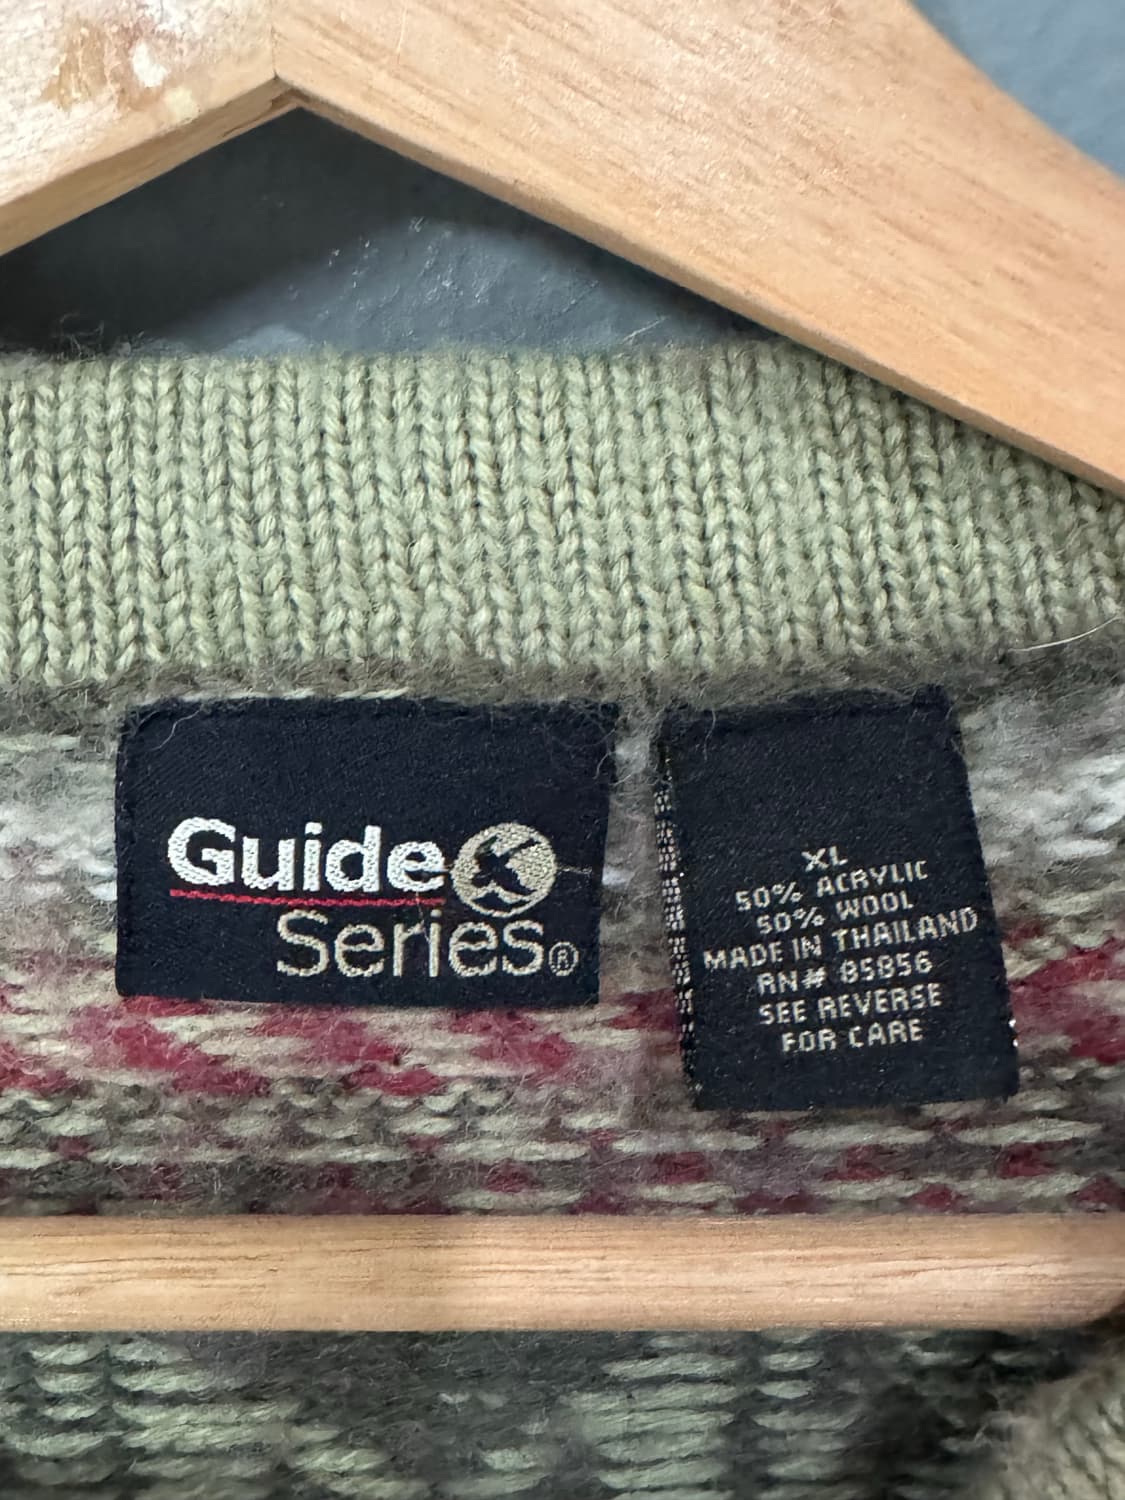 Guide
Series®
XL
50% ACRYLIC
50% WOOL
MADE IN THAILAND
RN# 85856
SEE REVERSE
FOR CARE